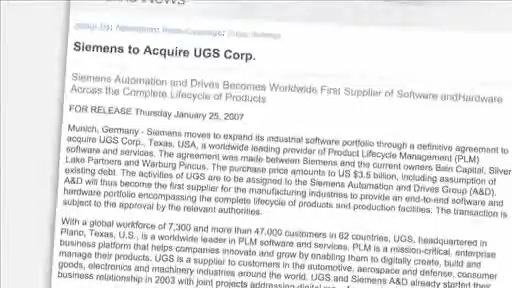 NEWS
Siemens to Acquire UGS Corp.
Siemens Automation and Drives Becomes Worldwide First Supplier of Software andHardware
Across the Complete Lifecycle of Products
FOR RELEASE Thursday January 25, 2007
Munich, Germany - Siemens moves to expand its industrial software portfolio through a definitive agreement to
acquire UGS Corp., Texas, USA, a worldwide leading provider of Product Lifecycle Management (PLM)
software and services. The agreement was made between Siemens and the current owners Bain Capital, Silver
Lake Partners and Warburg Pincus. The purchase price amounts to US $3.5 billion, including assumption of
existing debt. The activities of UGS are to be assigned to the Siemens Automation and Drives Group (A&D).
A&D will thus become the first supplier for the manufacturing industries to provide an end-to-end software and
hardware portfolio encompassing the complete lifecycle of products and production facilities. The transaction is
subject to the approval by the relevant authorities.
With a global workforce of 7,300 and more than 47,000 customers in 62 countries, UGS, headquartered in
Plano, Texas, U.S., is a worldwide leader in PLM software and services. PLM is a mission-critical, enterprise
business platform that helps companies innovate and grow by enabling them to digitally create, build and
manage their products. UGS is a supplier to customers in the automotive, aerospace and defense, consumer
goods, electronics and machinery industries around the world. UGS and Siemens A&D already started their
business relationship in 2003 with joint projects addressing